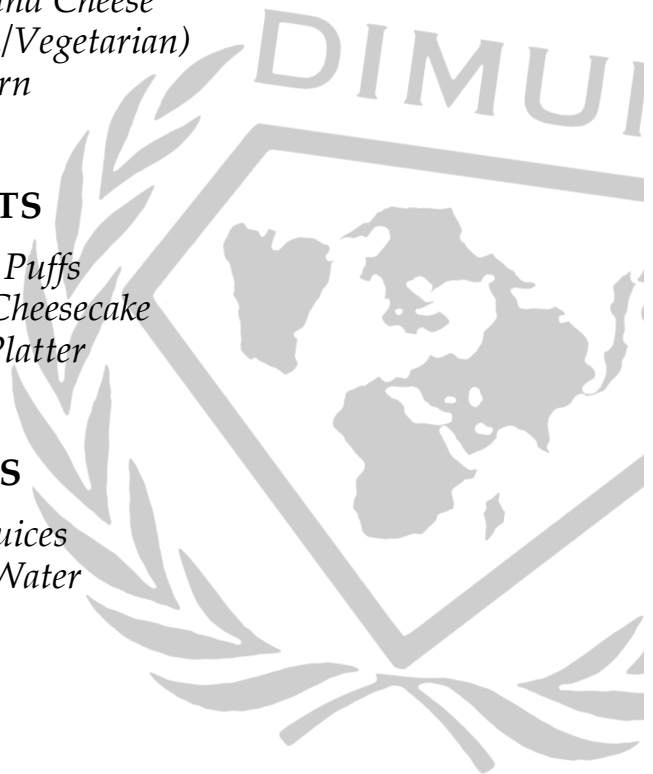 and Cheese
/Vegetarian)
rn
TS
Puffs
Cheesecake
Platter
S
uices
Water
DIMU